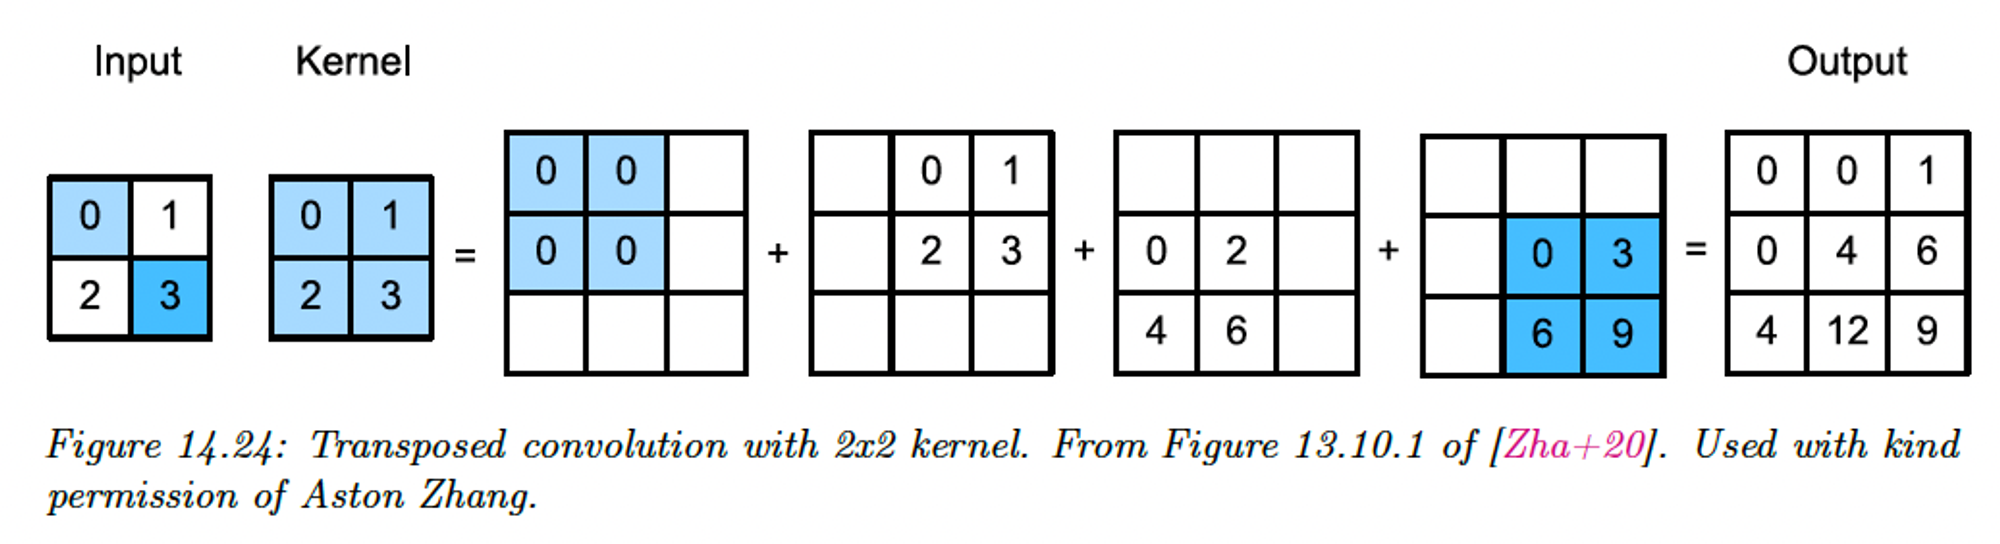 Input Kernel Output
0 0 0 1 0 0 1
0 1 0 1 0 0 2 3 0 2 0 3 0 4 6
= + + + =
2 3 2 3 4 6 6 9 4 12 9
Figure 14.24: Transposed convolution with 2x2 kernel. From Figure 13.10.1 of [Zha+20]. Used with kind
permission of Aston Zhang.